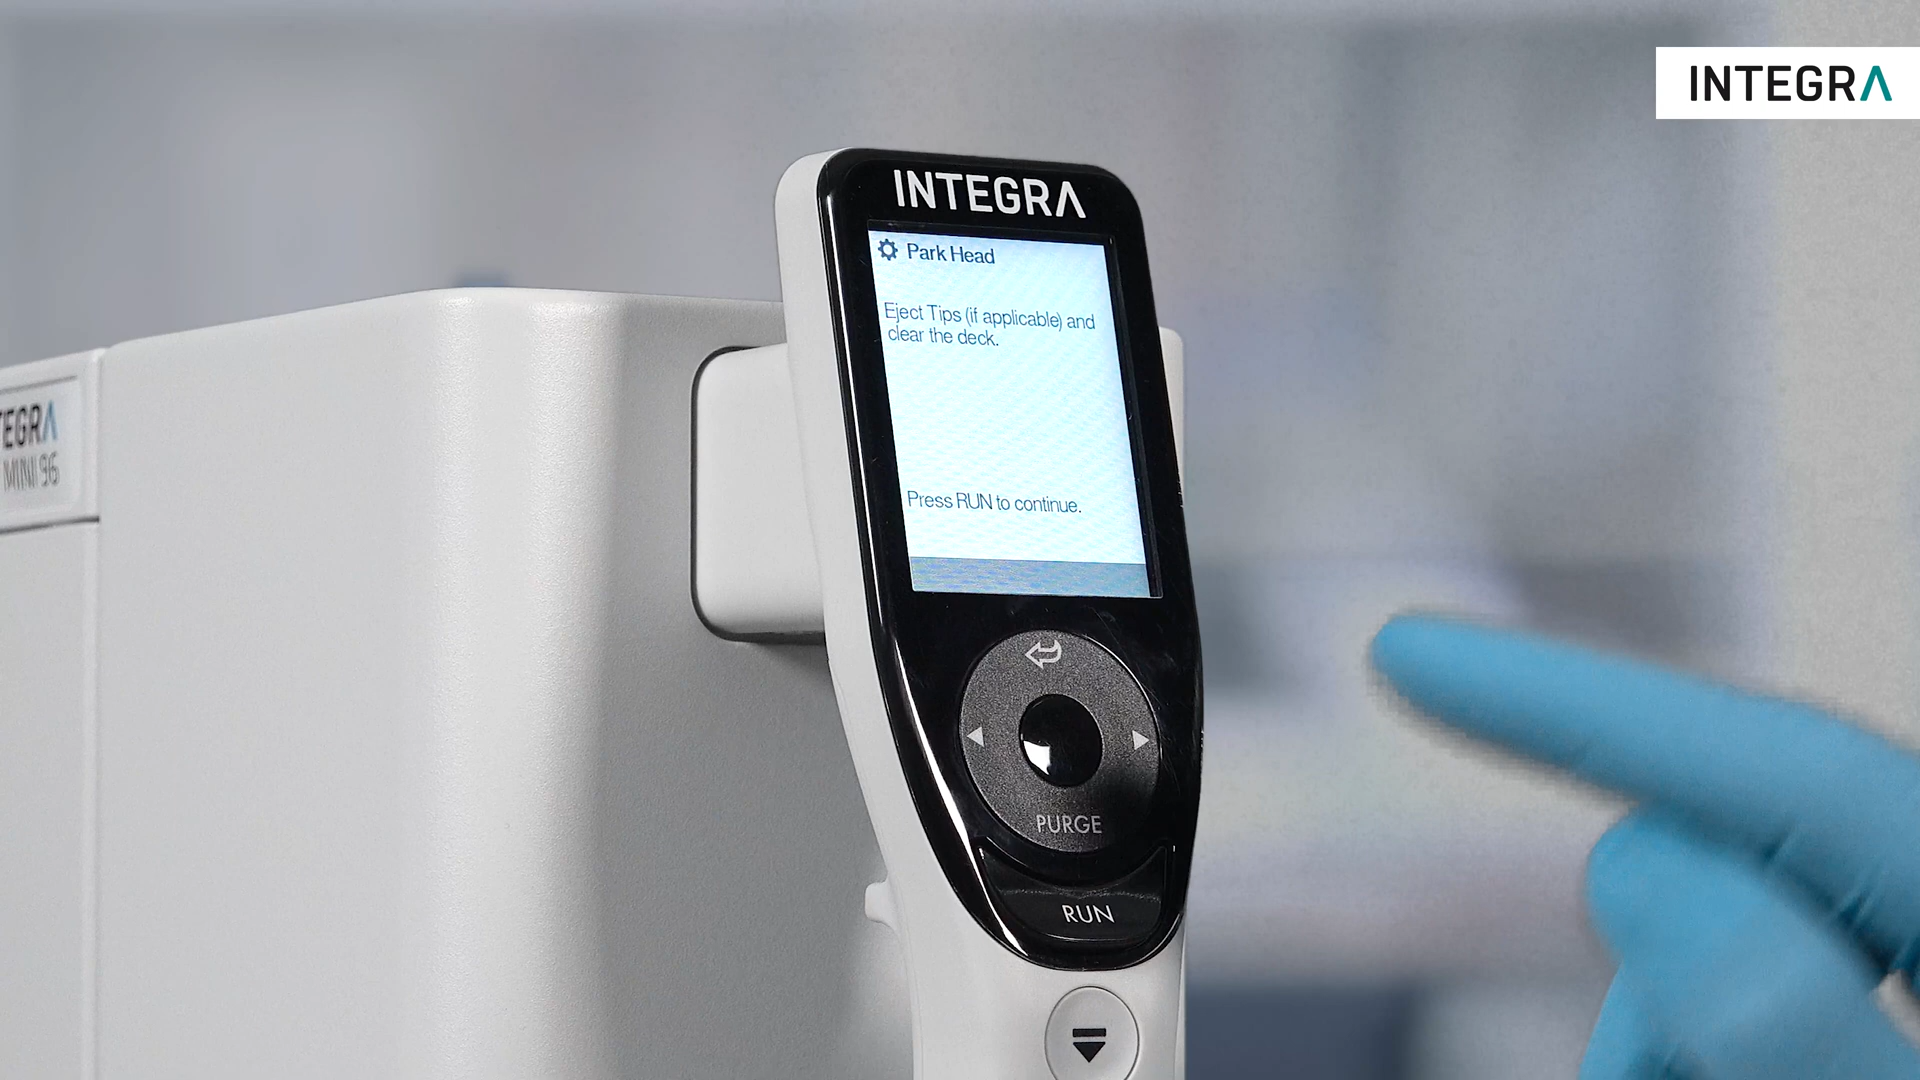 INTEGRA
INTEGRA
Park Head
Eject Tips (if applicable) and
clear the deck.
Press RUN to continue.
TEGRA
MINI 96
PURGE
RUN